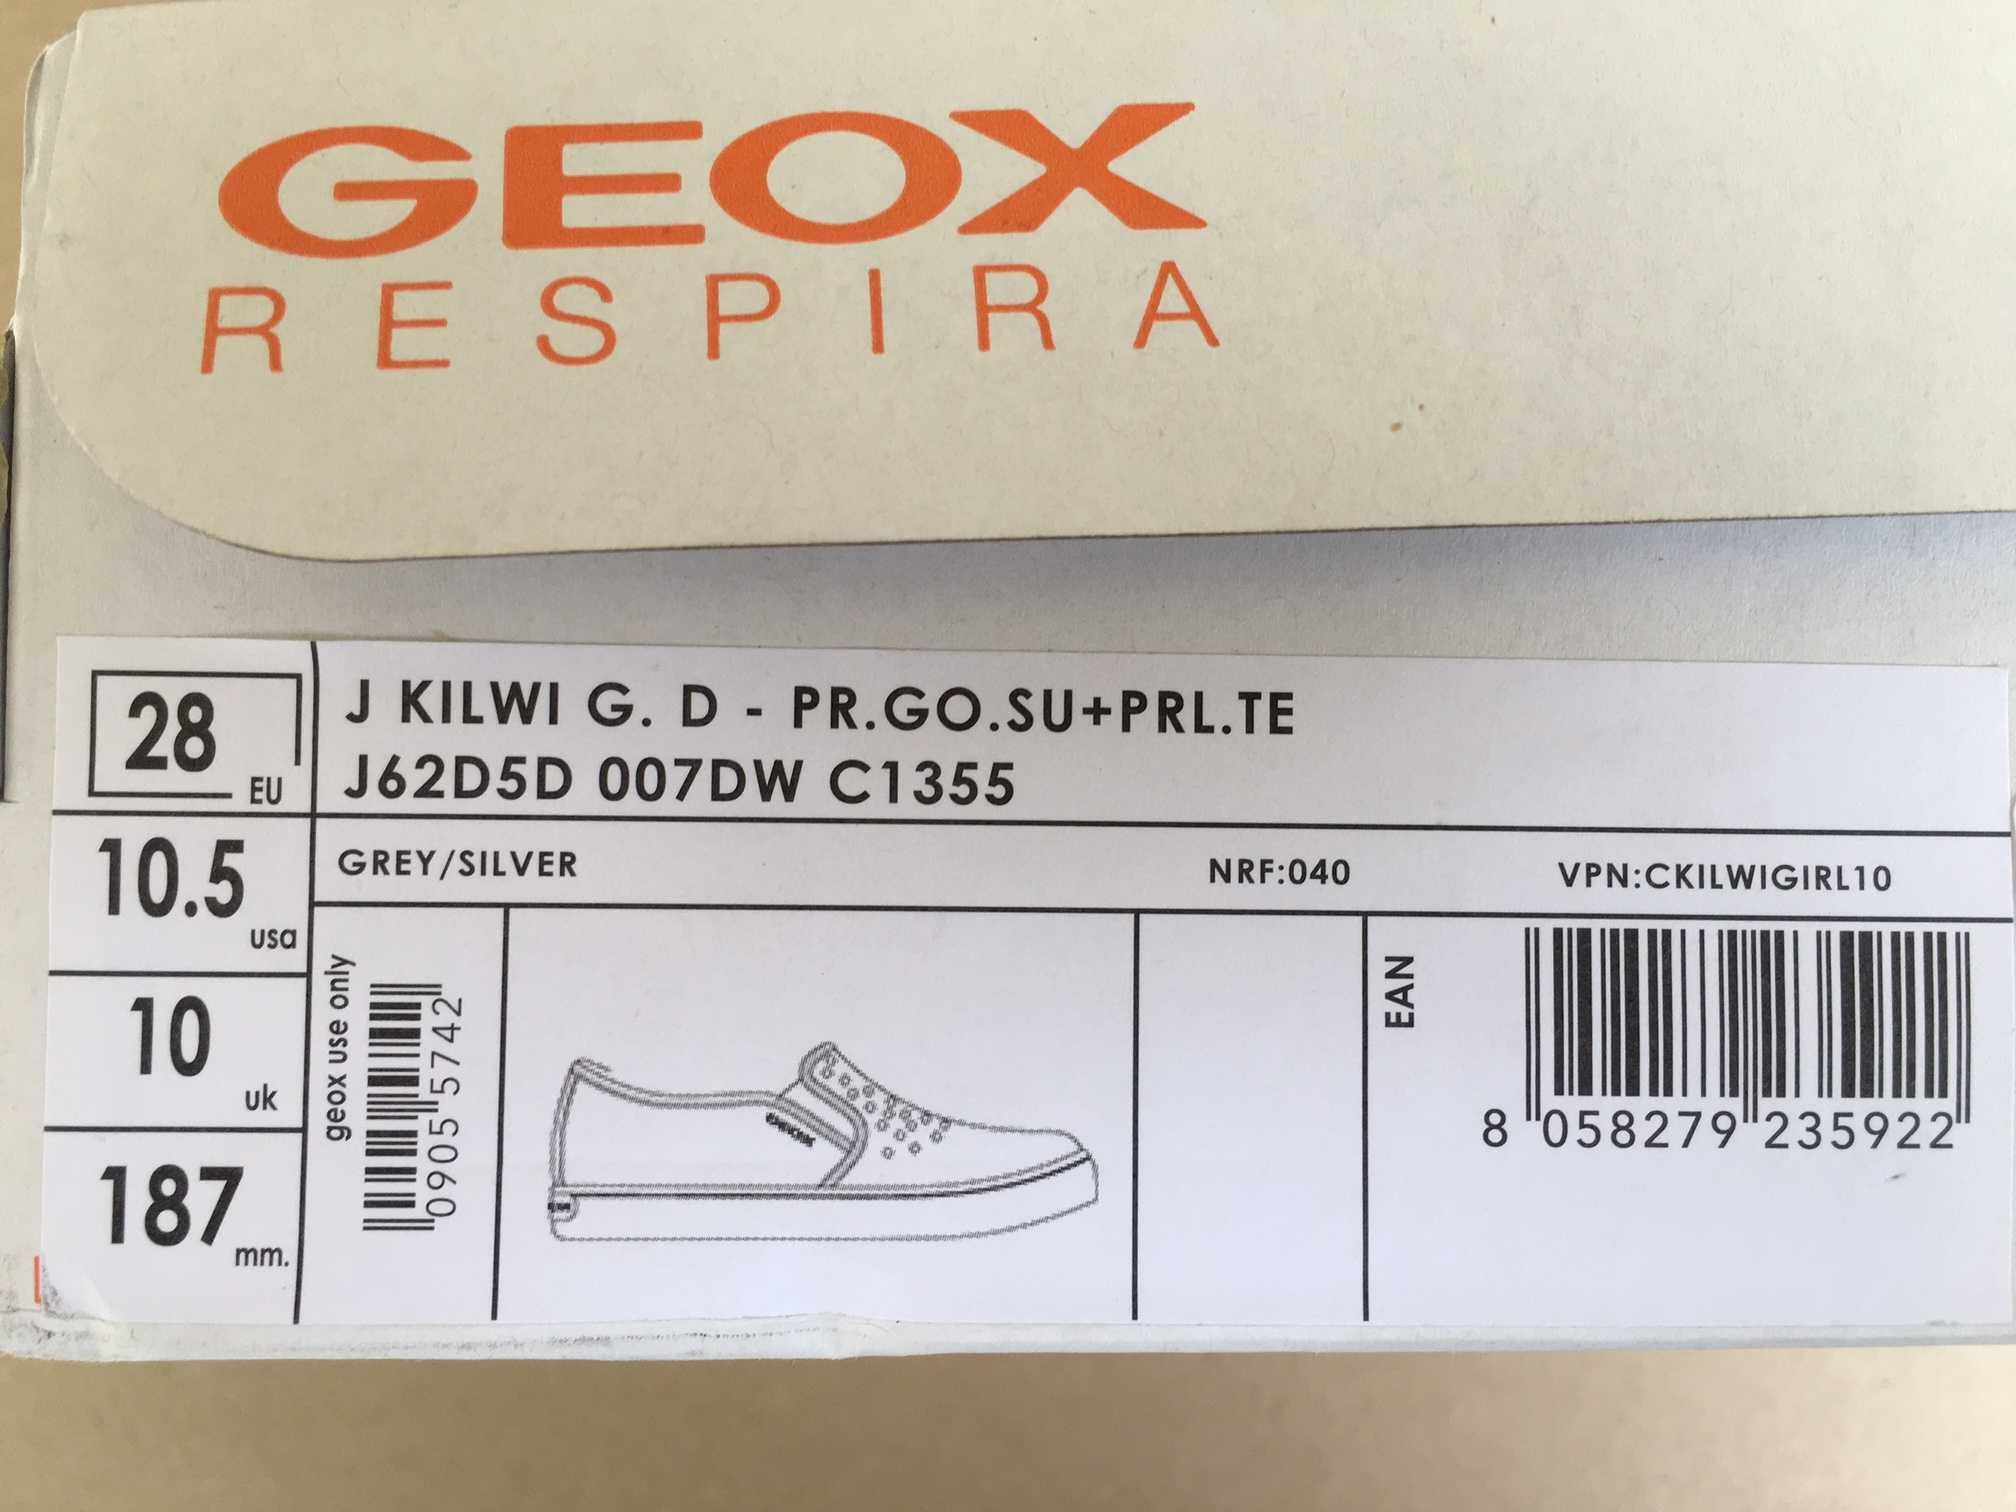 GEOX
RESPIRA
28 EU
J KILWI G. D - PR.GO.SU+PRL.TE
J62D5D 007DW C1355
10.5 usa
GREY/SILVER NRF:040 VPN:CKILWIGIRL10
10 uk
187 mm.
geox use only
0905 5742
GEOX
EAN
8 058279 235922